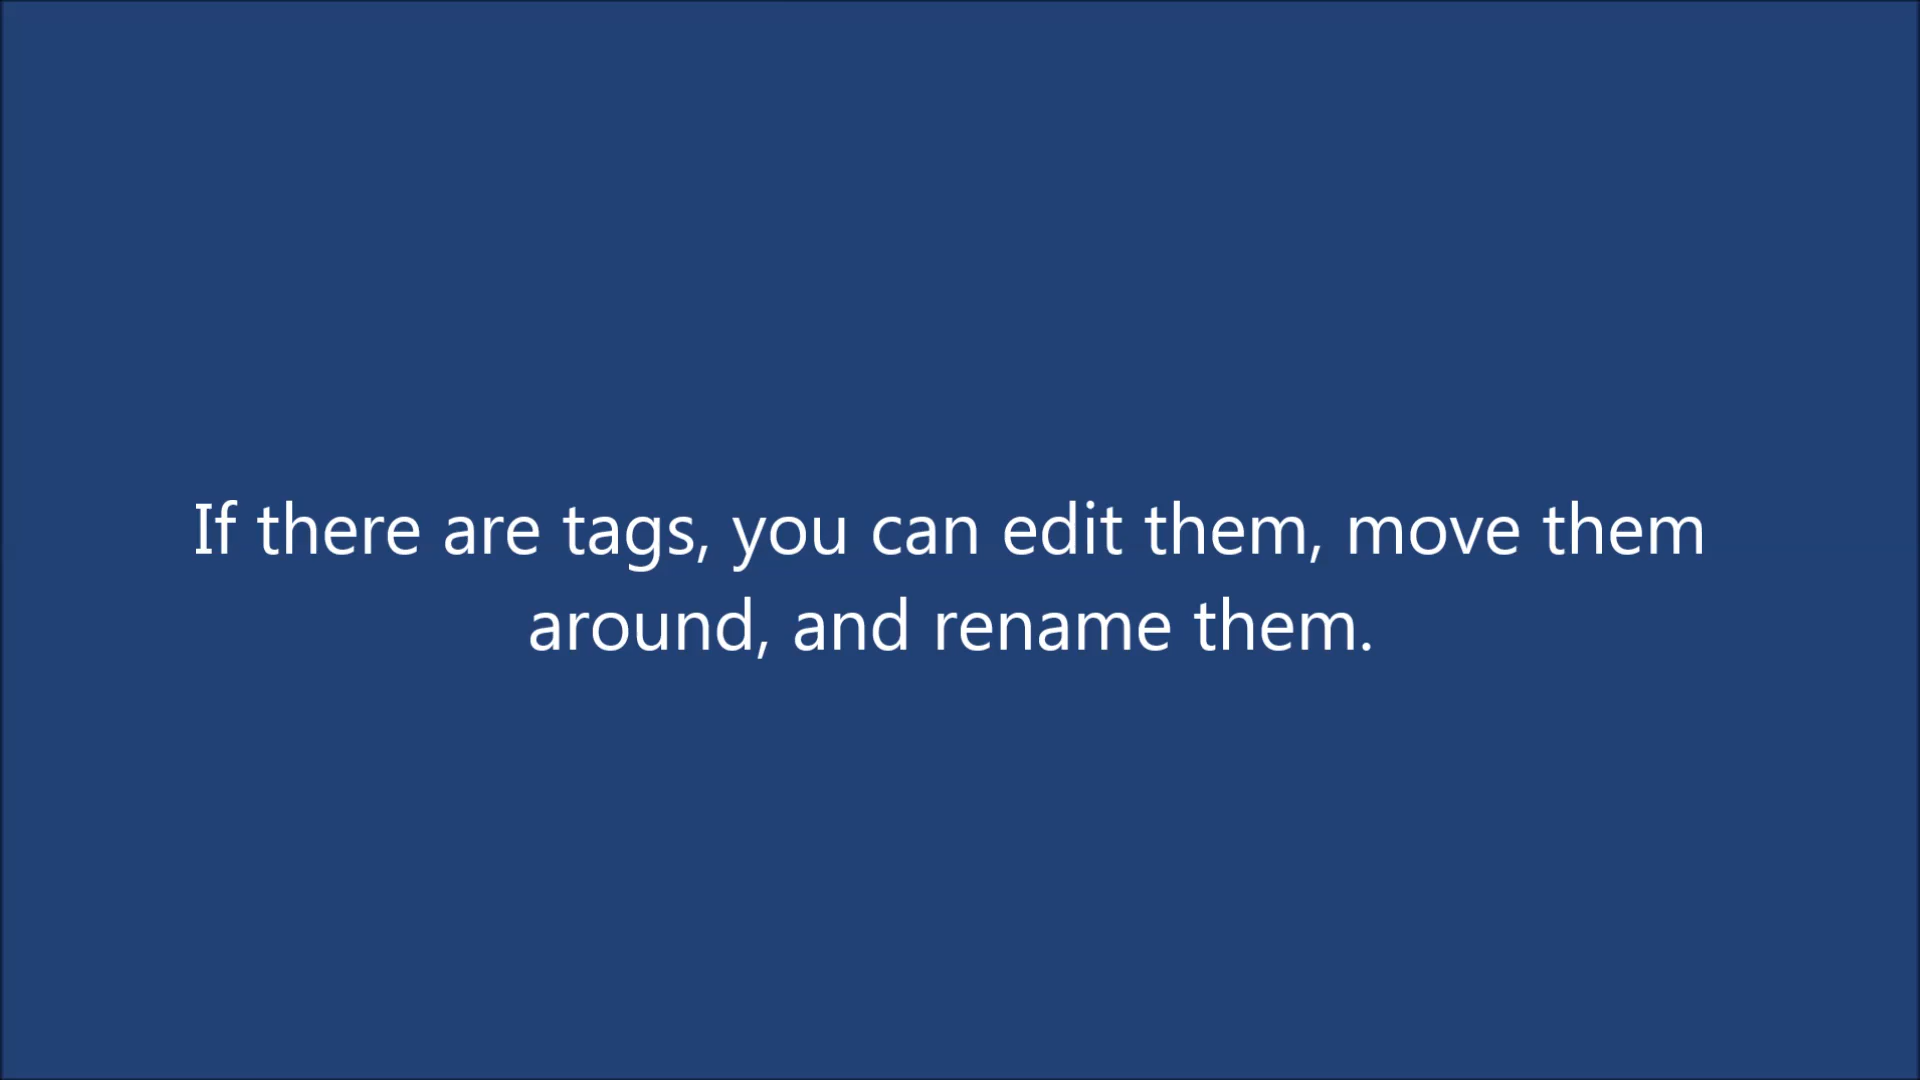 If there are tags, you can edit them, move them
around, and rename them.